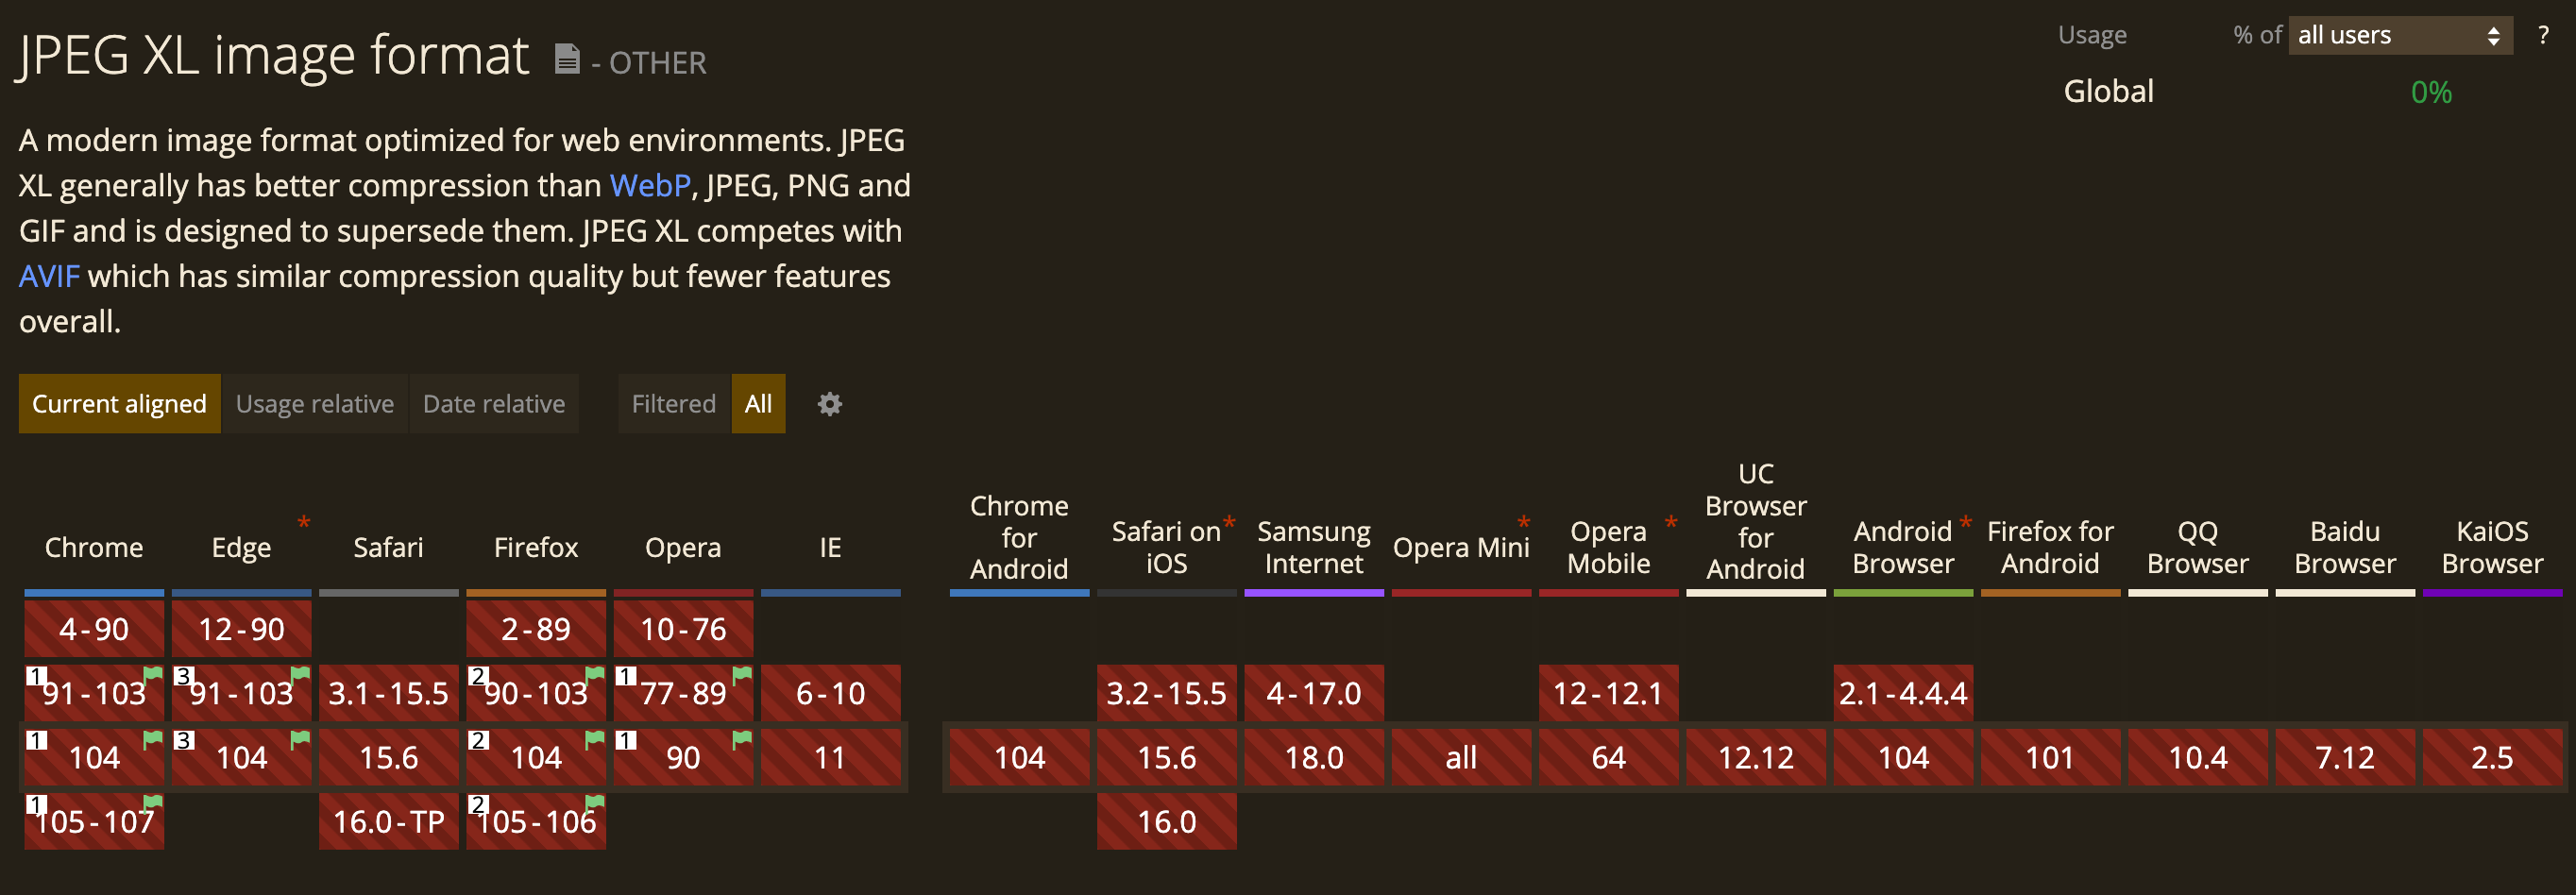 JPEG XL image format - OTHER
Usage % of all users ?
Global 0%
A modern image format optimized for web environments. JPEG
XL generally has better compression than WebP, JPEG, PNG and
GIF and is designed to supersede them. JPEG XL competes with
AVIF which has similar compression quality but fewer features
overall.
Current aligned Usage relative Date relative Filtered All
Chrome Edge * Safari Firefox Opera IE
Chrome for Android Safari on iOS * Samsung Internet Opera Mini * Opera Mobile * UC Browser for Android Android Browser * Firefox for Android QQ Browser Baidu Browser KaiOS Browser
4-90 12-90 2-89 10-76
1 91-103 3 91-103 3.1-15.5 2 90-103 1 77-89 6-10 3.2-15.5 4-17.0 12-12.1 2.1-4.4.4
1 104 3 104 15.6 2 104 1 90 11 104 15.6 18.0 all 64 12.12 104 101 10.4 7.12 2.5
1 105-107 16.0-TP 2 105-106 16.0